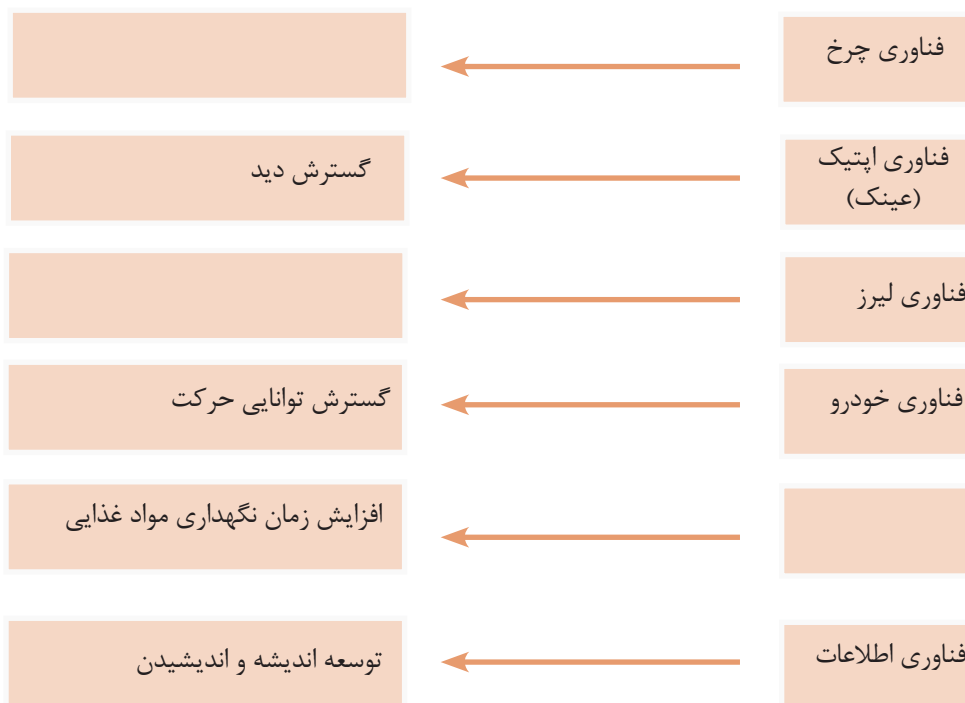 فناوری چرخ
فناوری اپتیک
(عینک)
گسترش دید
فناوری لیرز
فناوری خودرو
گسترش توانایی حرکت
افزایش زمان نگهداری مواد غذایی
فناوری اطلاعات
توسعه اندیشه و اندیشیدن